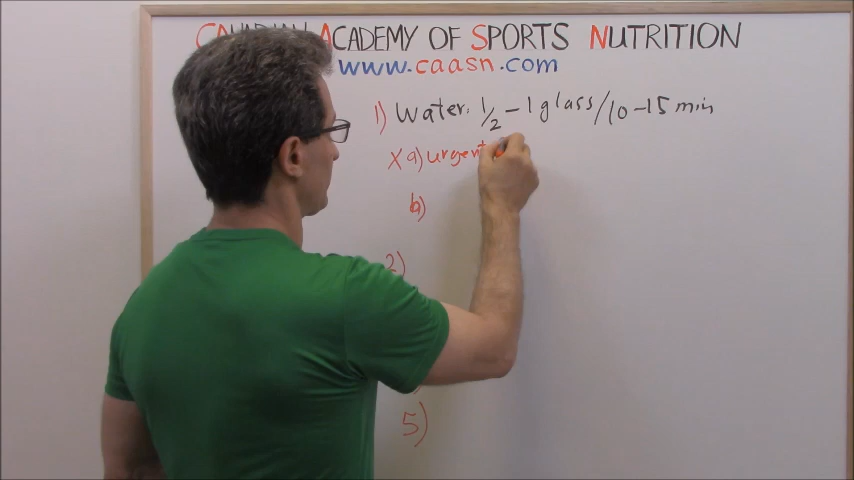 CANADIAN ACADEMY OF SPORTS NUTRITION
www.caasn.com
1) Water: 1/2 - 1 glass/10-15 min
X a) urgent
b)
2)
5)